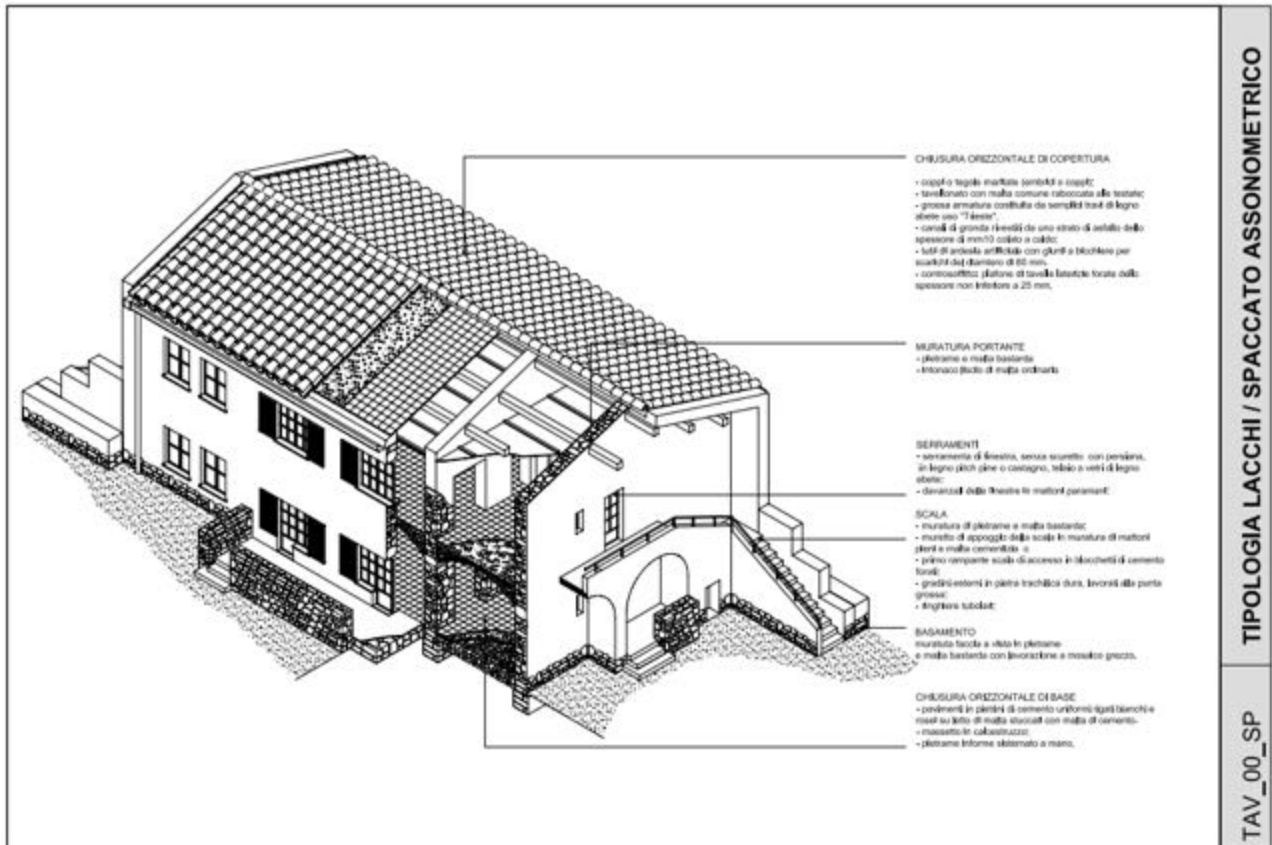 CHIUSURA ORIZZONTALE DI COPERTURA
- coppi o tegole maritate (embrici e coppi);
- tavellonato con malta comune raboccata alle testate;
- grossa armatura costituita da semplici travi di legno
abete uso "Trieste",
- canali di gronda rivestiti da uno strato di asfalto dello
spessore di mm10 colato a caldo;
- tubi di ardesia artificiale con giunti a bicchiere per
scarichi del diametro di 80 mm.
- controsoffitto: plafone di tavelle laterizie forate dello
spessore non inferiore a 25 mm.
MURATURA PORTANTE
- pietrame e malta bastarda
- intonaco liscio di malta ordinaria
SERRAMENTI
- serramenta di finestra, senza scuretto con persiana,
in legno pitch pine o castagno, telaio a vetri di legno
abete;
- davanzali delle finestre in mattoni paramani:
SCALA
- muratura di pietrame e malta bastarda;
- muretto di appoggio della scala in muratura di mattoni
pieni e malta cementizia o
- primo rampante scala di accesso in blocchetti di cemento
forati;
- gradini esterni in pietra trachitica dura, lavorati alla punta
grossa;
- ringhiera tubolari;
BASAMENTO
muratura faccia a vista in pietrame
e malta bastarda con lavorazione a mosaico grezzo.
CHIUSURA ORIZZONTALE DI BASE
- pavimenti in pietrini di cemento uniformi rigati bianchi e
rossi su letto di malta stuccati con malta di cemento.
- massetto in calcestruzzo;
- pietrame informe sistemato a mano.
TIPOLOGIA LACCHI / SPACCATO ASSONOMETRICO
TAV_00_SP